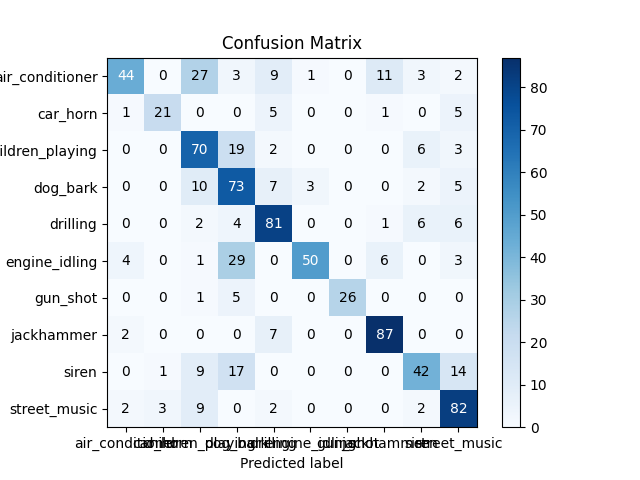 Confusion Matrix
air_conditioner 44 0 27 3 9 1 0 11 3 2
car_horn 1 21 0 0 5 0 0 1 0 5
ildren_playing 0 0 70 19 2 0 0 0 6 3
dog_bark 0 0 10 73 7 3 0 0 2 5
drilling 0 0 2 4 81 0 0 1 6 6
engine_idling 4 0 1 29 0 50 0 6 0 3
gun_shot 0 0 1 5 0 0 26 0 0 0
jackhammer 2 0 0 0 7 0 0 87 0 0
siren 0 1 9 17 0 0 0 0 42 14
street_music 2 3 9 0 2 0 0 0 2 82
street_music
Predicted label
80
70
60
50
40
30
20
10
0